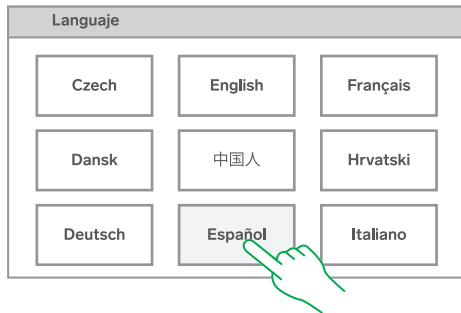 Languaje
Czech English Français
Dansk 中国人 Hrvatski
Deutsch Español Italiano